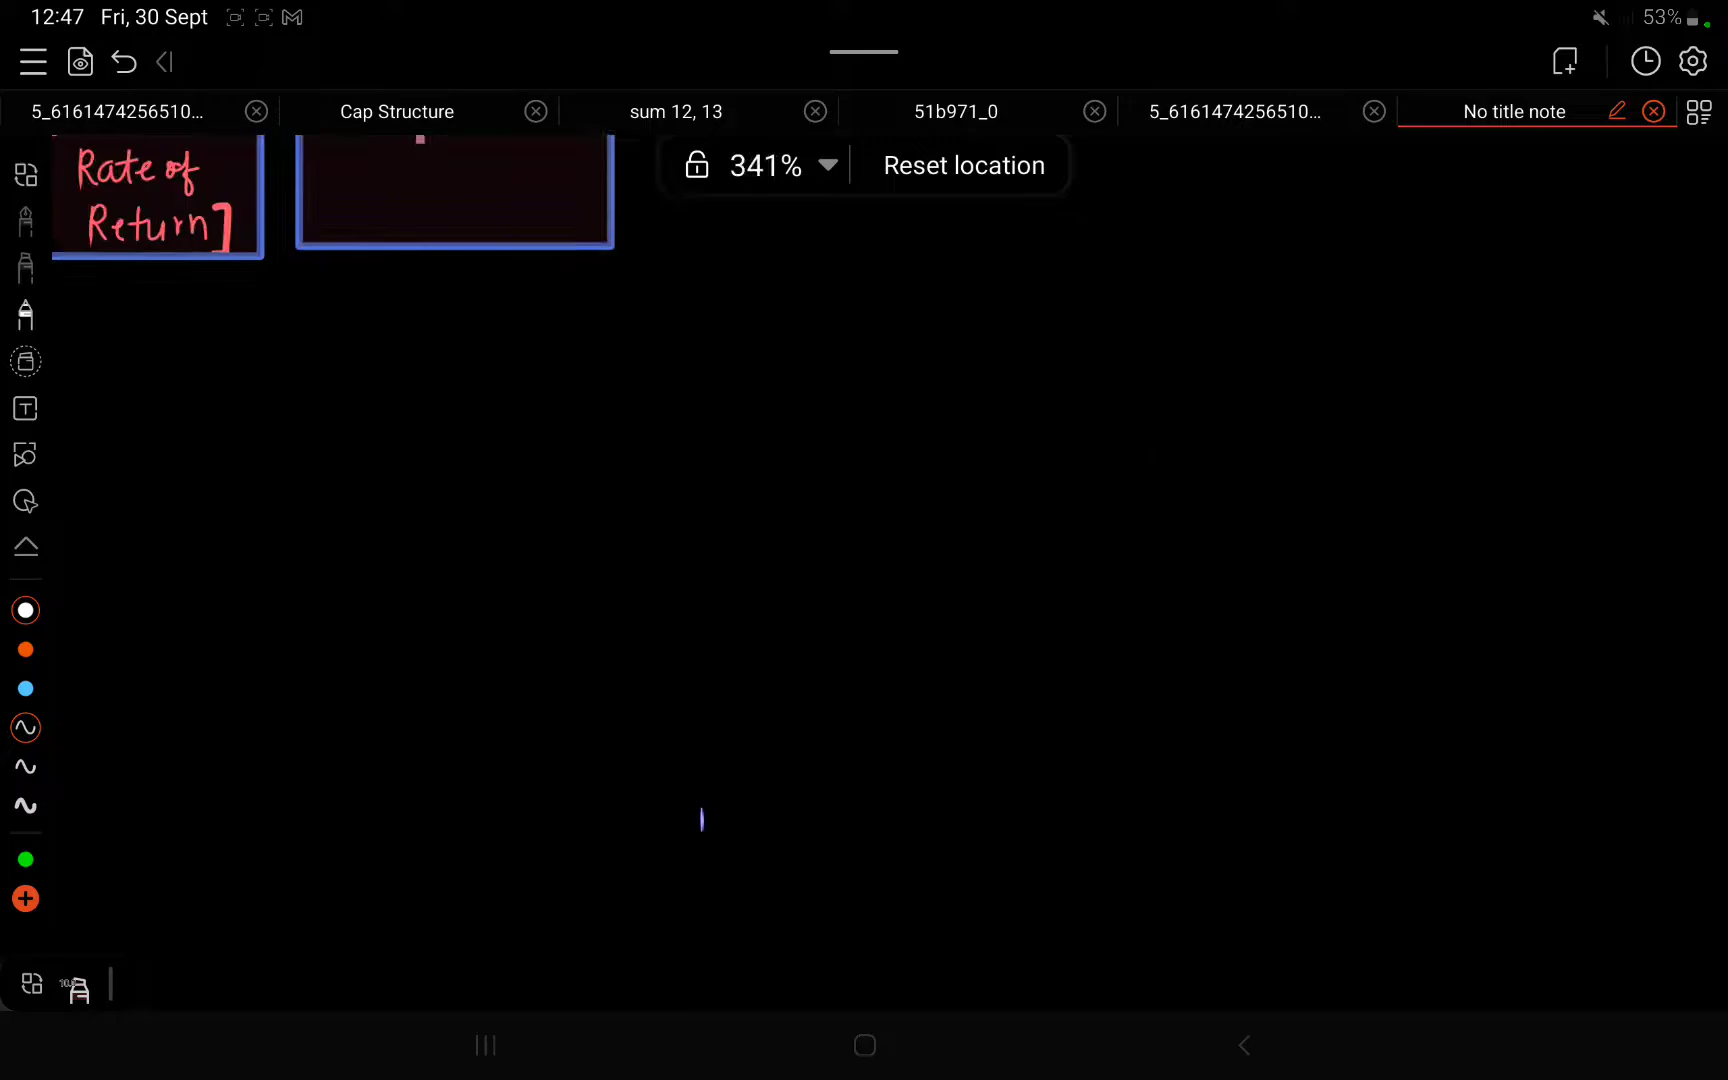 12:47 Fri, 30 Sept 53%
5_6161474256510... Cap Structure sum 12, 13 51b971_0 5_6161474256510... No title note
341% Reset location
Rate of
Return]